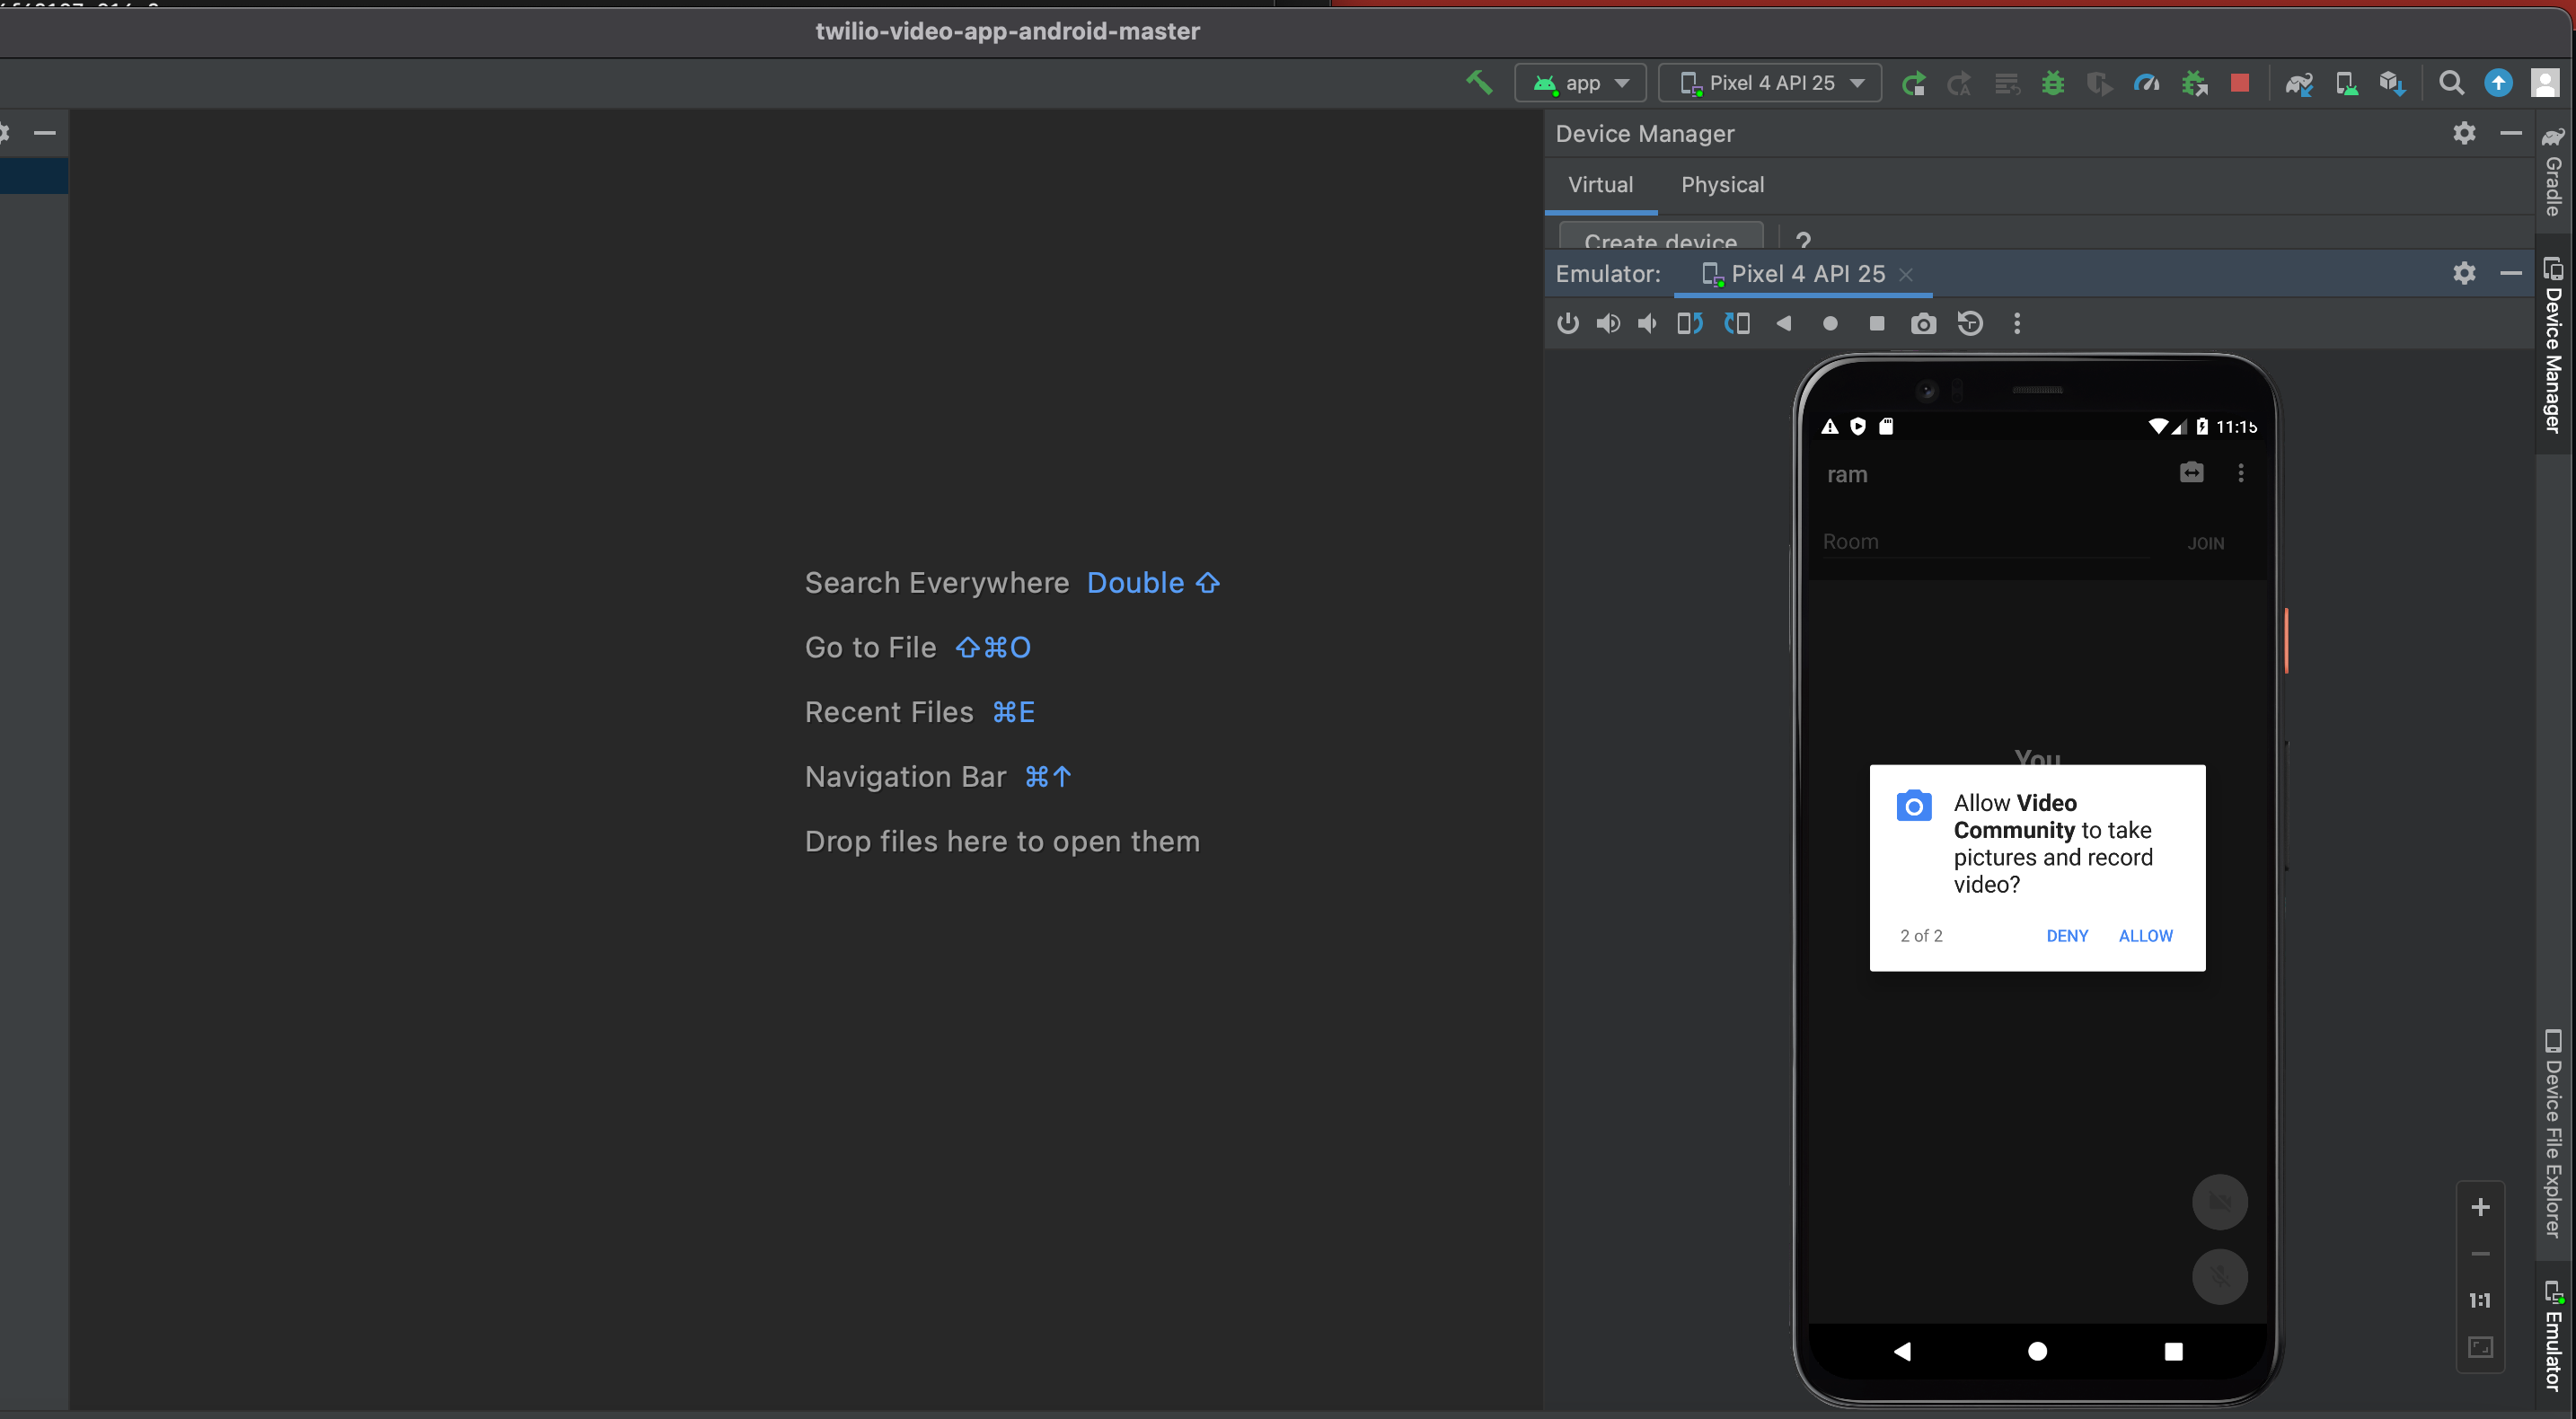 twilio-video-app-android-master
app
Pixel 4 API 25
Device Manager
Virtual
Physical
Create device
?
Emulator:
Pixel 4 API 25
11:15
ram
Room
JOIN
You
Allow Video
Community to take
pictures and record
video?
2 of 2
DENY
ALLOW
Search Everywhere Double ⇧
Go to File ⇧⌘O
Recent Files ⌘E
Navigation Bar ⌘↑
Drop files here to open them
1:1
Gradle
Device Manager
Device File Explorer
Emulator